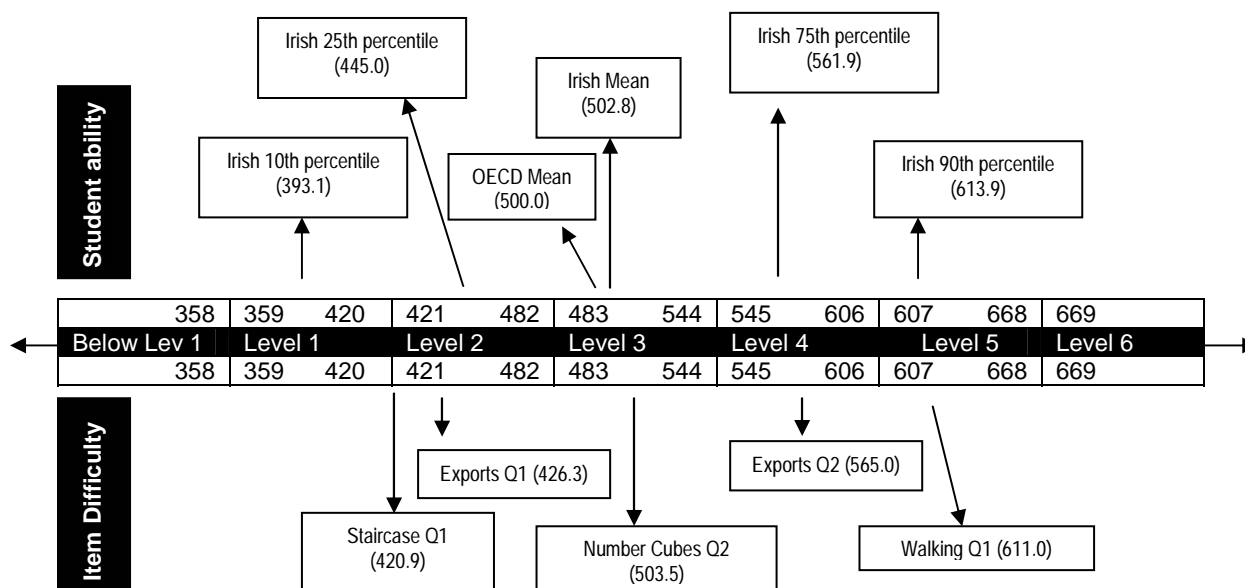 Irish 25th percentile
(445.0)
Irish 75th percentile
(561.9)
Irish Mean
(502.8)
Irish 10th percentile
(393.1)
OECD Mean
(500.0)
Irish 90th percentile
(613.9)
Student ability
358 359 420 421 482 483 544 545 606 607 668 669
Below Lev 1 Level 1 Level 2 Level 3 Level 4 Level 5 Level 6
358 359 420 421 482 483 544 545 606 607 668 669
Item Difficulty
Exports Q1 (426.3)
Exports Q2 (565.0)
Staircase Q1
(420.9)
Number Cubes Q2
(503.5)
Walking Q1 (611.0)